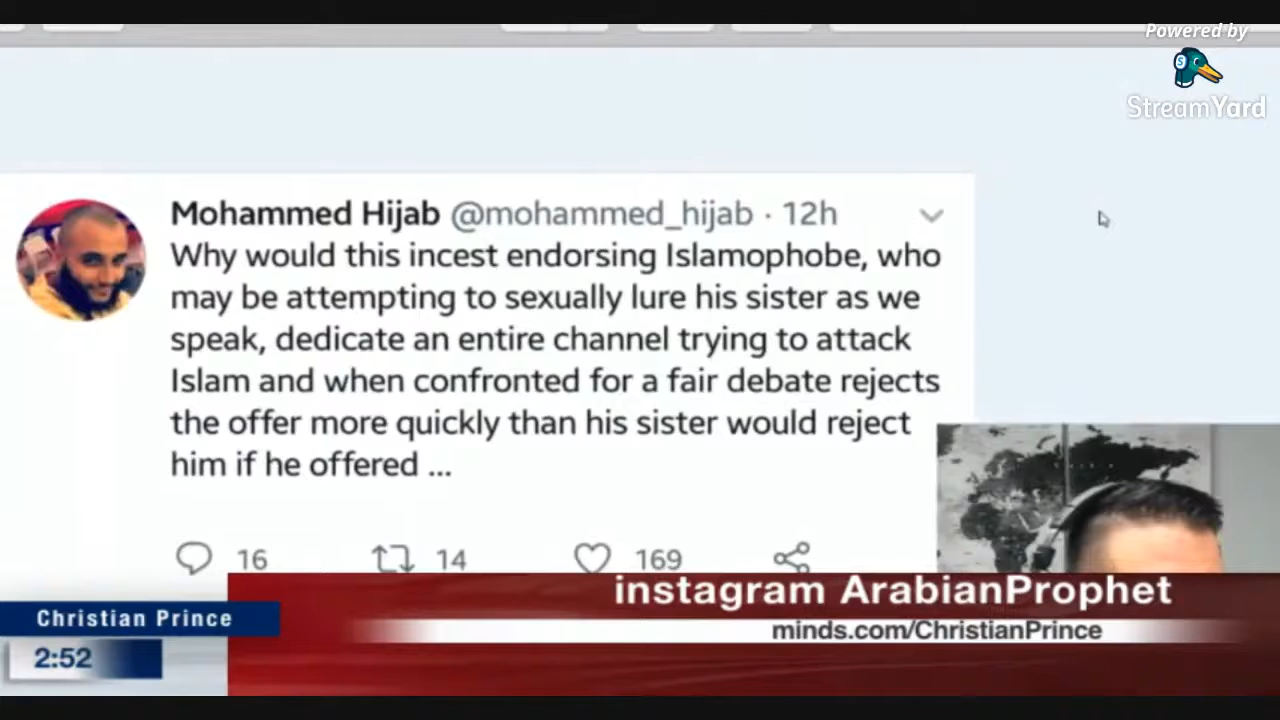 Powered by
StreamYard
Mohammed Hijab @mohammed_hijab · 12h
Why would this incest endorsing Islamophobe, who
may be attempting to sexually lure his sister as we
speak, dedicate an entire channel trying to attack
Islam and when confronted for a fair debate rejects
the offer more quickly than his sister would reject
him if he offered ...
16
14
169
instagram ArabianProphet
Christian Prince
minds.com/ChristianPrince
2:52